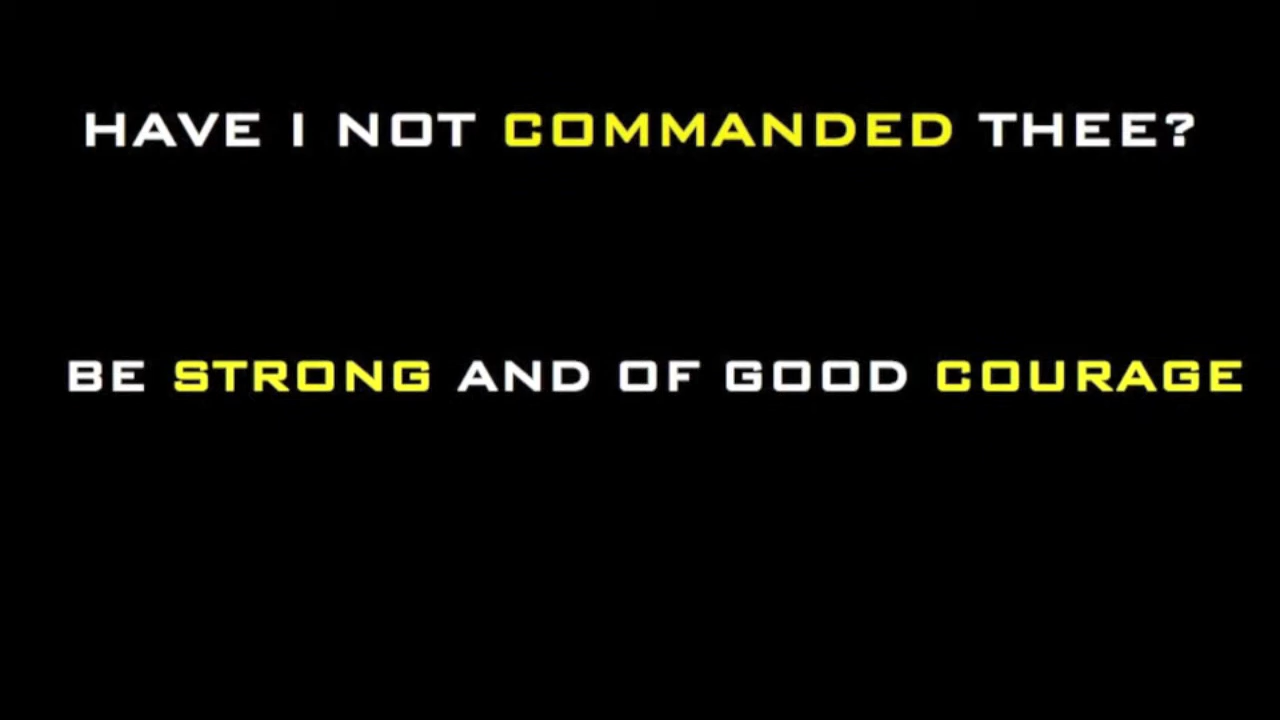 HAVE I NOT COMMANDED THEE?
BE STRONG AND OF GOOD COURAGE